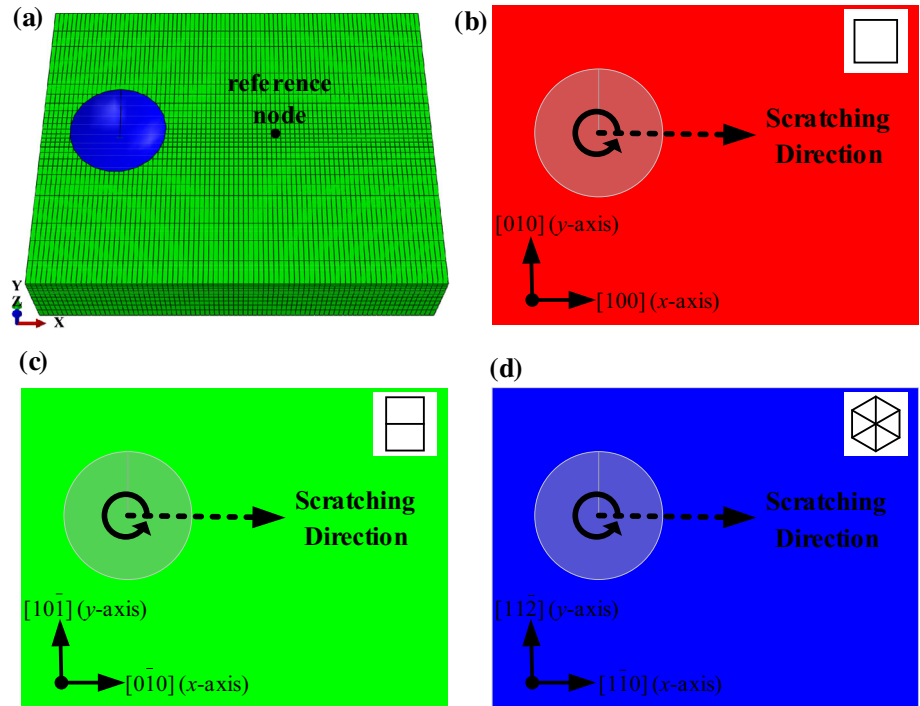 (a)
reference
node
Y
Z
X
(b)
Scratching
Direction
[010] (y-axis)
[100] (x-axis)
(c)
Scratching
Direction
[101̄] (y-axis)
[01̄0] (x-axis)
(d)
Scratching
Direction
[112̄] (y-axis)
[11̄0] (x-axis)